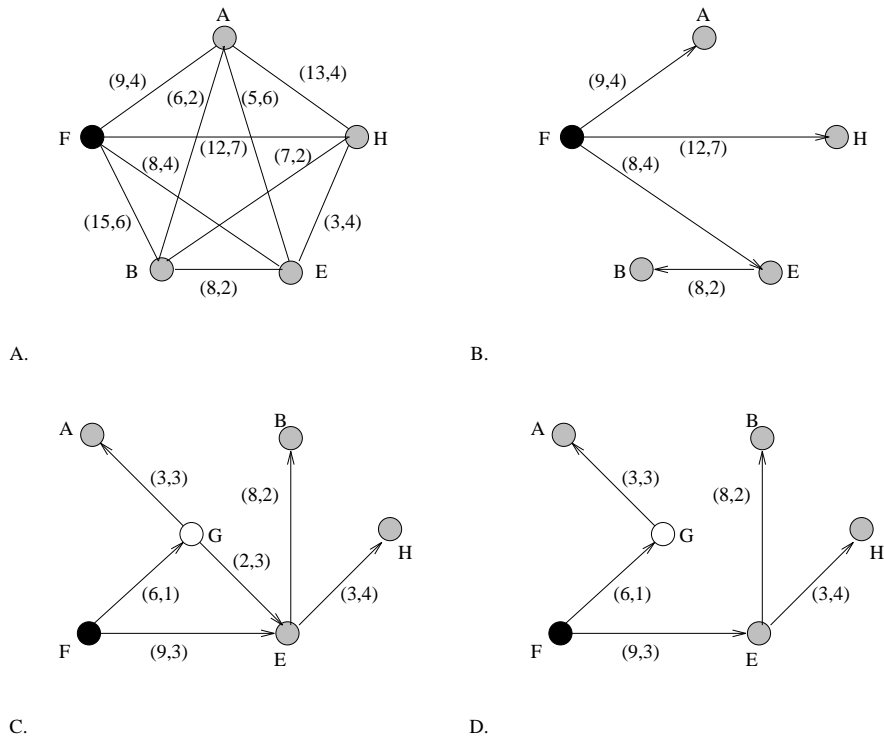 A
(9,4)
(13,4)
(6,2)
(5,6)
F
H
(12,7)
(7,2)
(8,4)
(15,6)
(3,4)
B
E
(8,2)
A.
A
(9,4)
F
H
(12,7)
(8,4)
B
E
(8,2)
B.
A
B
(3,3)
(8,2)
G
H
(2,3)
(6,1)
(3,4)
F
E
(9,3)
C.
A
B
(3,3)
(8,2)
G
H
(6,1)
(3,4)
F
E
(9,3)
D.